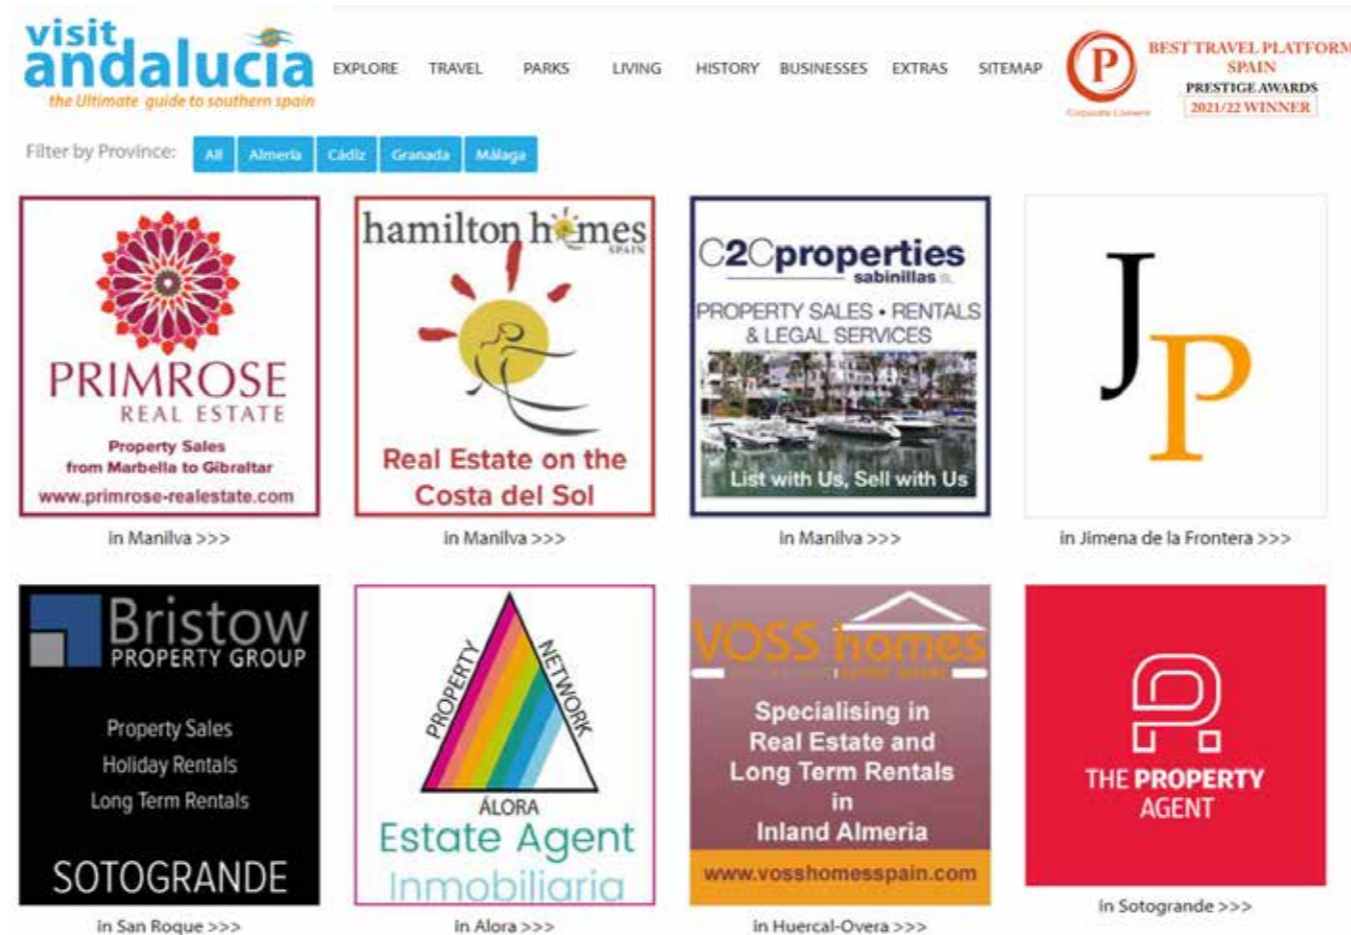 visit
andalucía
the Ultimate guide to southern spain
EXPLORE TRAVEL PARKS LIVING HISTORY BUSINESSES EXTRAS SITEMAP
P
Corporate Livewire
BEST TRAVEL PLATFORM
SPAIN
PRESTIGE AWARDS
2021/22 WINNER
Filter by Province: All Almería Cádiz Granada Málaga
PRIMROSE
REAL ESTATE
Property Sales
from Marbella to Gibraltar
www.primrose-realestate.com
in Manilva >>>
hamilton homes
SPAIN
Real Estate on the
Costa del Sol
in Manilva >>>
C2Cproperties
sabinillas SL
PROPERTY SALES • RENTALS
& LEGAL SERVICES
List with Us, Sell with Us
in Manilva >>>
JP
in Jimena de la Frontera >>>
Bristow
PROPERTY GROUP
Property Sales
Holiday Rentals
Long Term Rentals
SOTOGRANDE
in San Roque >>>
PROPERTY NETWORK
ÁLORA
Estate Agent
Inmobiliaria
in Alora >>>
VOSS homes
Specialising in
Real Estate and
Long Term Rentals
in
Inland Almeria
www.vosshomesspain.com
in Huercal-Overa >>>
THE PROPERTY
AGENT
in Sotogrande >>>